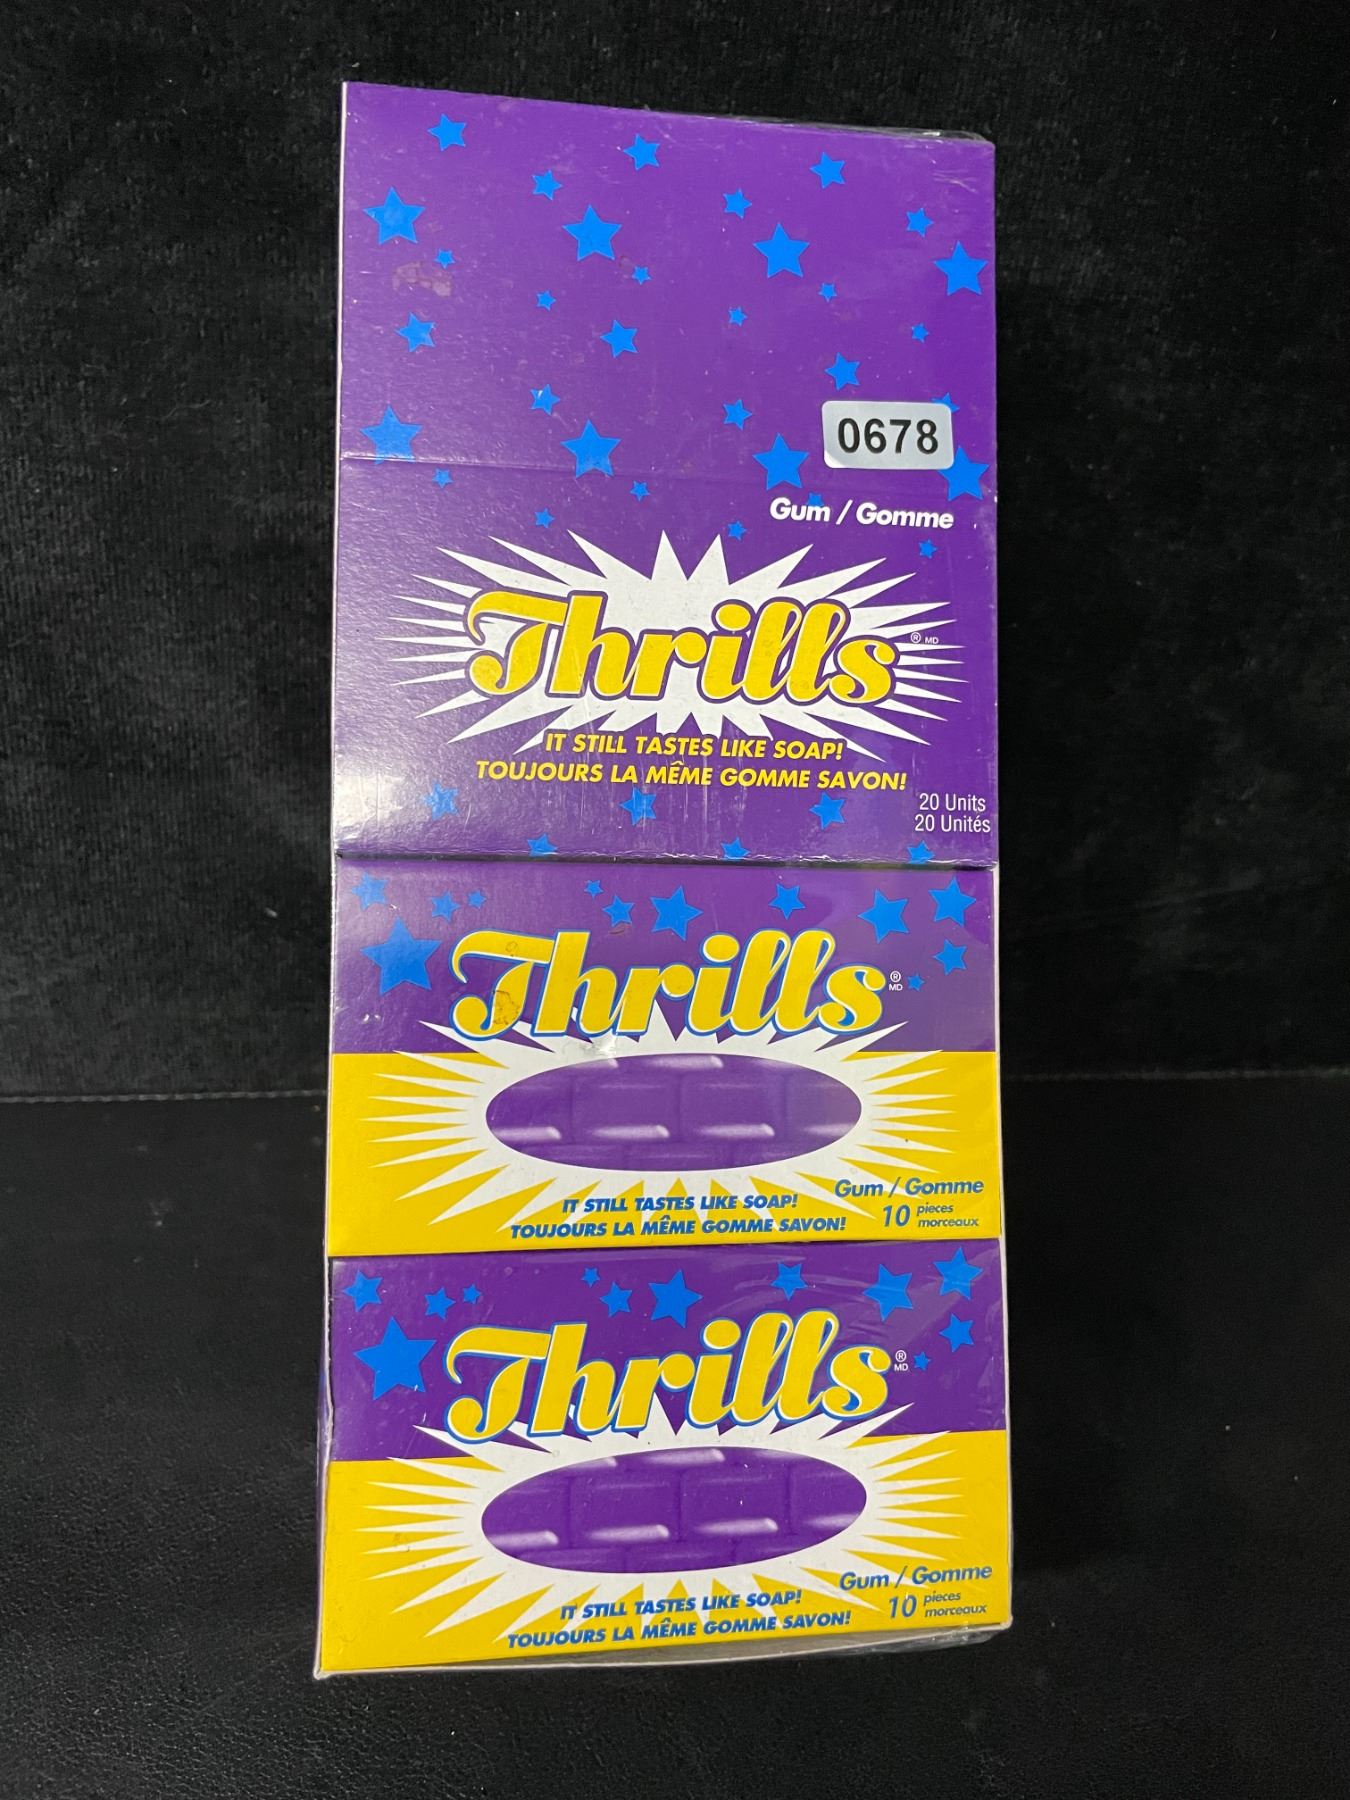 0678
Gum / Gomme
Thrills ® MD
IT STILL TASTES LIKE SOAP!
TOUJOURS LA MÊME GOMME SAVON!
20 Units
20 Unités
Thrills ® MD
IT STILL TASTES LIKE SOAP!
TOUJOURS LA MÊME GOMME SAVON!
Gum / Gomme
10 pieces
morceaux
Thrills ® MD
IT STILL TASTES LIKE SOAP!
TOUJOURS LA MÊME GOMME SAVON!
Gum / Gomme
10 pieces
morceaux